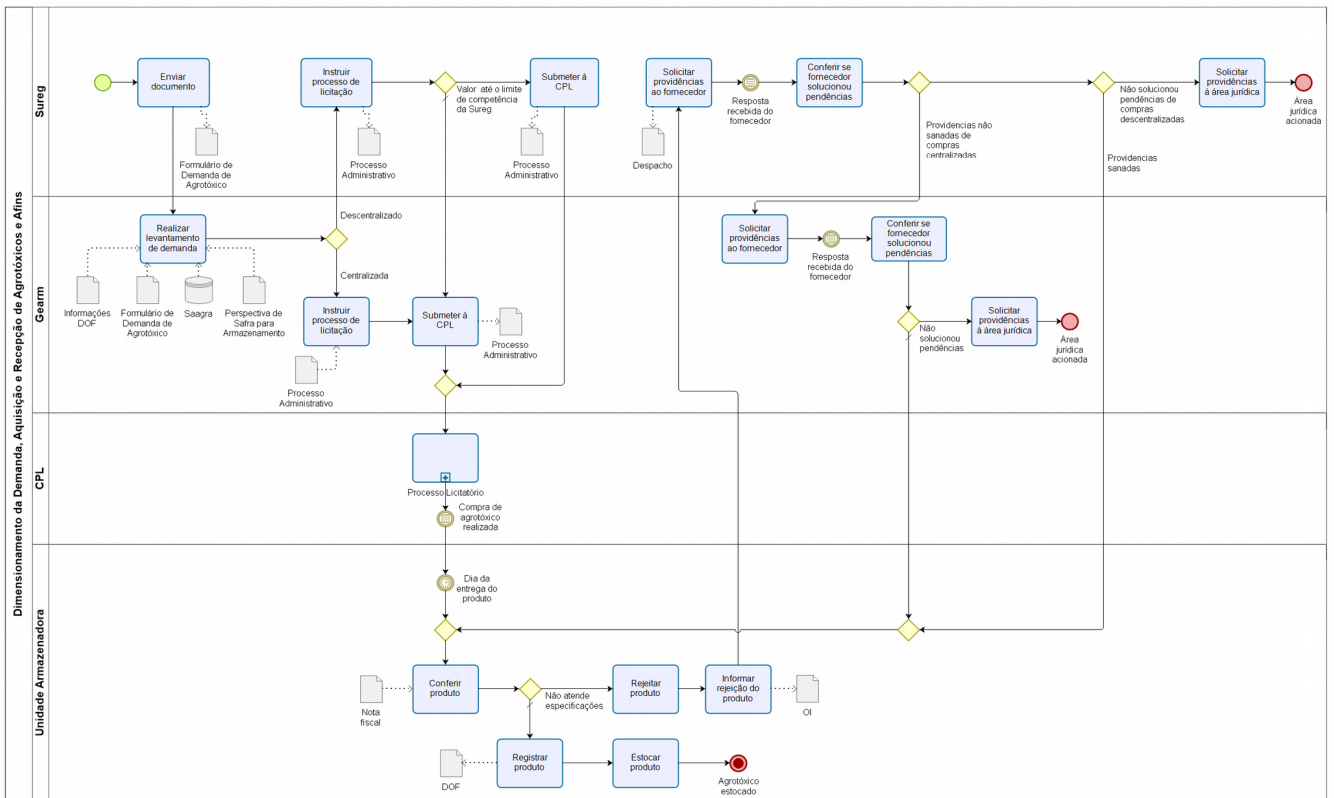 Dimensionamento da Demanda, Aquisição e Recepção de Agrotóxicos e Afins
Sureg
Enviar
documento
Formulário de
Demanda de
Agrotóxico
Instruir
processo de
licitação
Processo
Administrativo
Valor até o limite
de competência
da Sureg
Submeter à
CPL
Processo
Administrativo
Solicitar
providências
ao fornecedor
Despacho
Resposta
recebida do
fornecedor
Conferir se
fornecedor
solucionou
pendências
Providencias não
sanadas de
compras
centralizadas
Não solucionou
pendências de
compras
descentralizadas
Providencias
sanadas
Solicitar
providências
à área jurídica
Área
jurídica
acionada
Gearm
Realizar
levantamento
de demanda
Informações
DOF
Formulário de
Demanda de
Agrotóxico
Saagra
Perspectiva de
Safra para
Armazenamento
Descentralizado
Centralizada
Instruir
processo de
licitação
Processo
Administrativo
Submeter à
CPL
Processo
Administrativo
Solicitar
providências
ao fornecedor
Resposta
recebida do
fornecedor
Conferir se
fornecedor
solucionou
pendências
Não
solucionou
pendências
Solicitar
providências
à área jurídica
Área
jurídica
acionada
CPL
Processo Licitatório
Compra de
agrotóxico
realizada
Unidade Armazenadora
Dia da
entrega do
produto
Nota
fiscal
Conferir
produto
Não atende
especificações
Rejeitar
produto
Informar
rejeição do
produto
OI
DOF
Registrar
produto
Estocar
produto
Agrotóxico
estocado